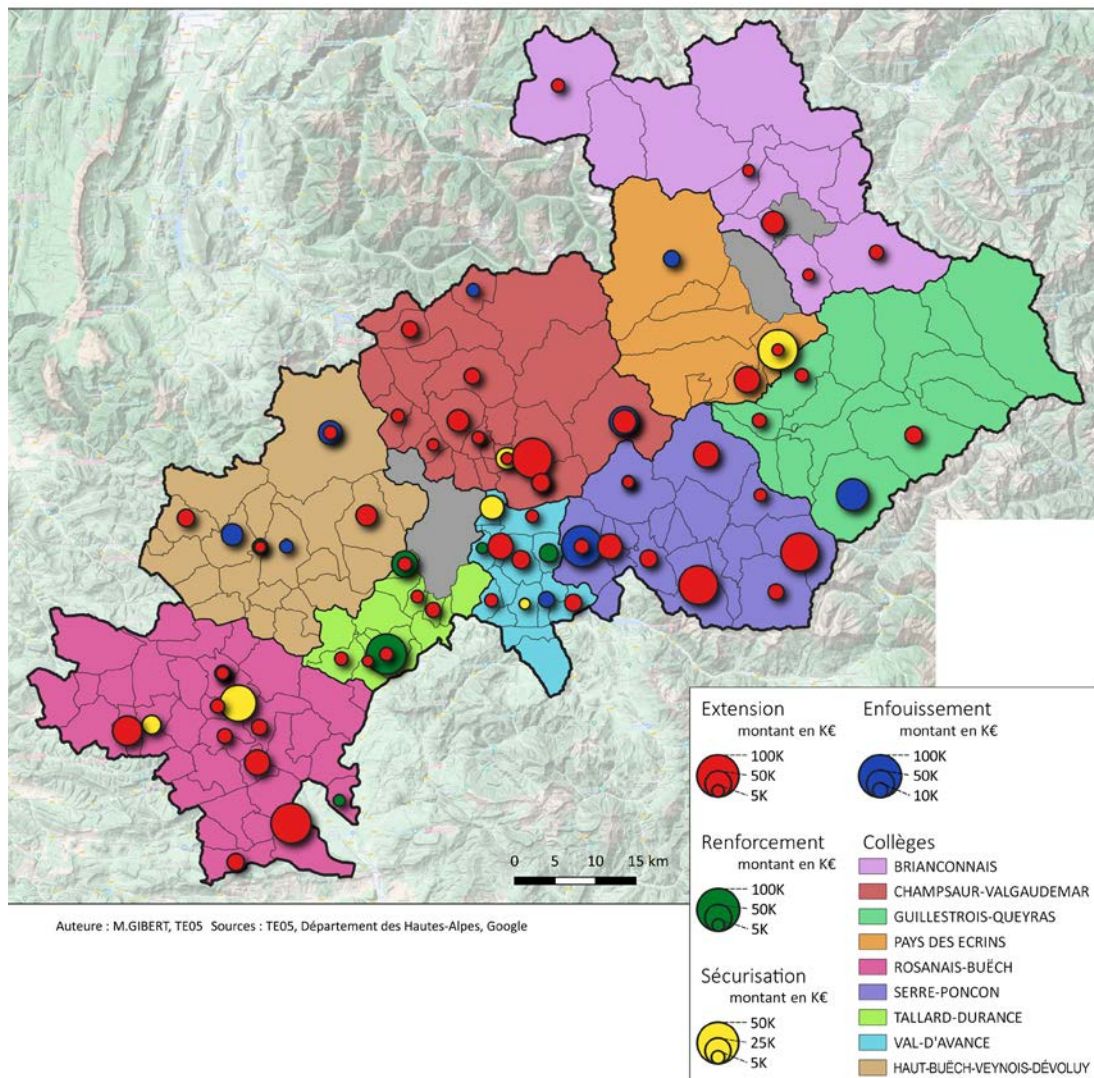 0 5 10 15 km
Auteure : M.GIBERT, TE05 Sources : TE05, Département des Hautes-Alpes, Google
Extension
montant en K€
100K
50K
5K
Enfouissement
montant en K€
100K
50K
10K
Renforcement
montant en K€
100K
50K
5K
Sécurisation
montant en K€
50K
25K
5K
Collèges
BRIANCONNAIS
CHAMPSAUR-VALGAUDEMAR
GUILLESTROIS-QUEYRAS
PAYS DES ECRINS
ROSANAIS-BUËCH
SERRE-PONCON
TALLARD-DURANCE
VAL-D'AVANCE
HAUT-BUËCH-VEYNOIS-DÉVOLUY